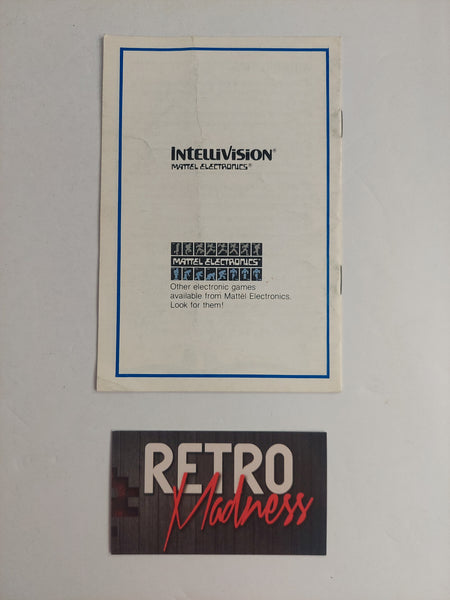 INTELLIVISION®
MATTEL ELECTRONICS®
MATTEL ELECTRONICS®
Other electronic games
available from Mattel Electronics.
Look for them!
RETRO
Madness